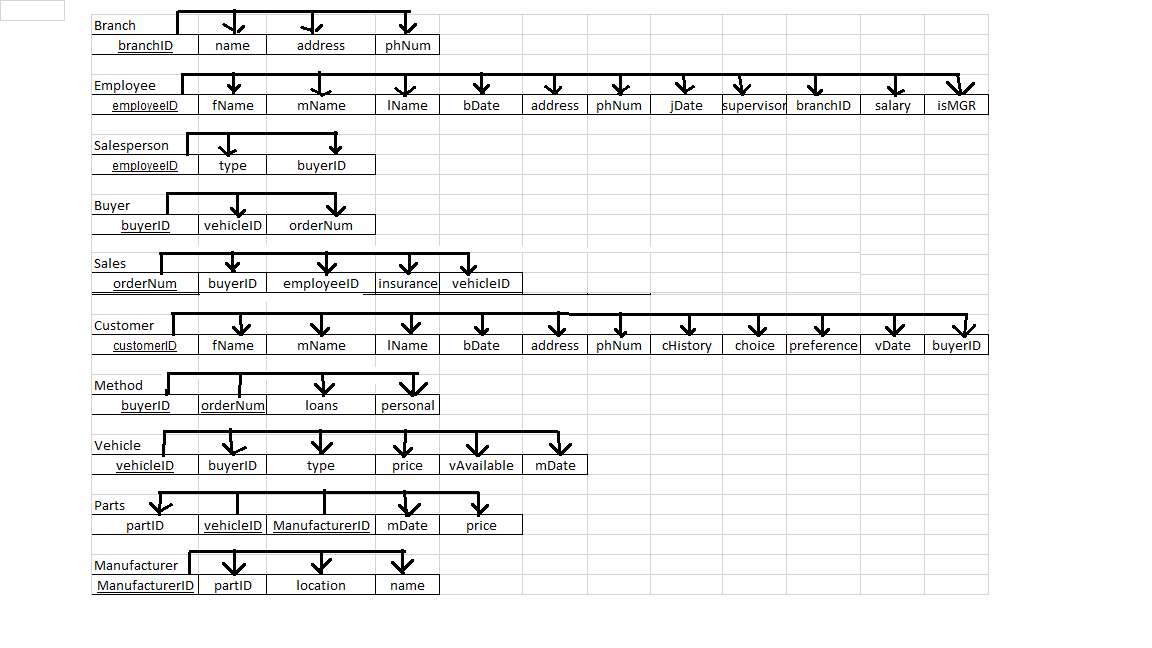 Branch
branchID name address phNum
Employee
employeeID fName mName lName bDate address phNum jDate supervisor branchID salary isMGR
Salesperson
employeeID type buyerID
Buyer
buyerID vehicleID orderNum
Sales
orderNum buyerID employeeID insurance vehicleID
Customer
customerID fName mName lName bDate address phNum cHistory choice preference vDate buyerID
Method
buyerID orderNum loans personal
Vehicle
vehicleID buyerID type price vAvailable mDate
Parts
partID vehicleID ManufacturerID mDate price
Manufacturer
ManufacturerID partID location name